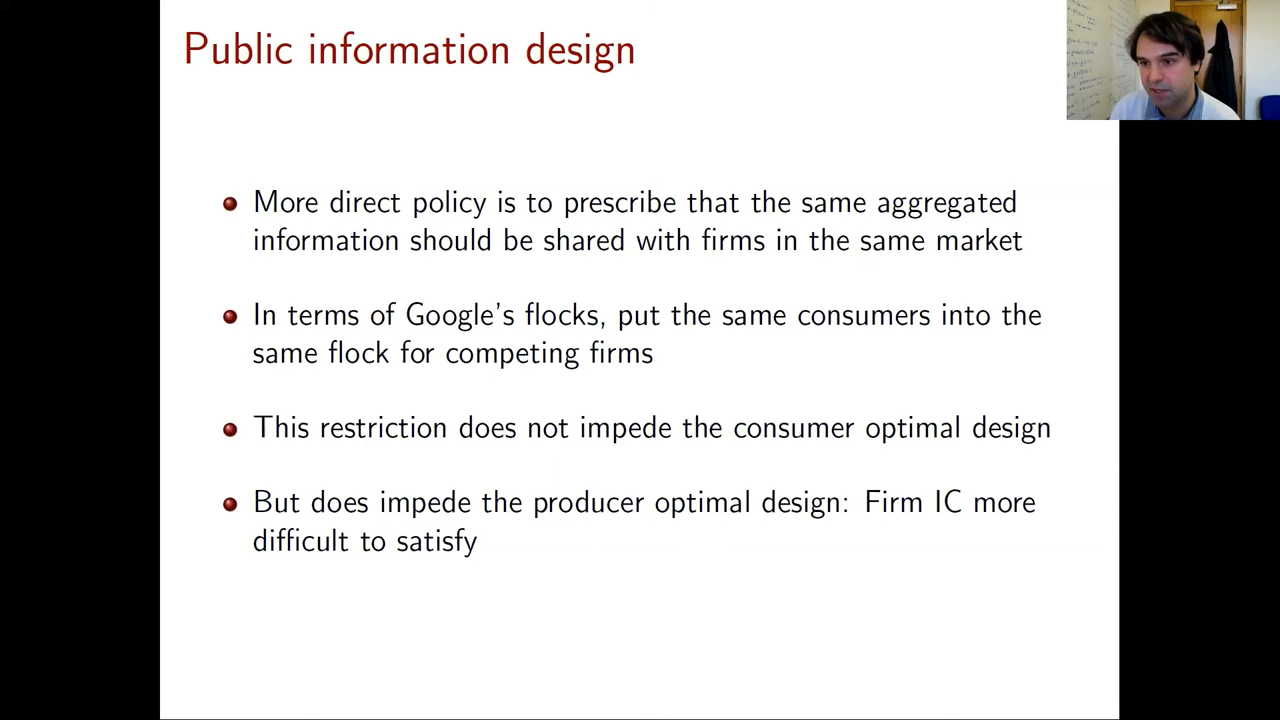 Public information design
More direct policy is to prescribe that the same aggregated
information should be shared with firms in the same market
In terms of Google's flocks, put the same consumers into the
same flock for competing firms
This restriction does not impede the consumer optimal design
But does impede the producer optimal design: Firm IC more
difficult to satisfy